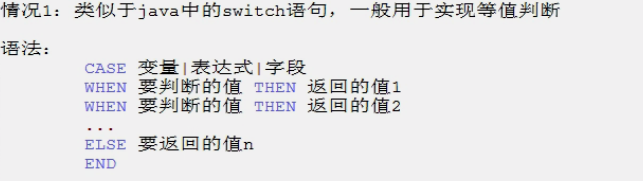 情况1: 类似于java中的switch语句，一般用于实现等值判断
语法：
CASE 变量|表达式|字段
WHEN 要判断的值 THEN 返回的值1
WHEN 要判断的值 THEN 返回的值2
...
ELSE 要返回的值n
END